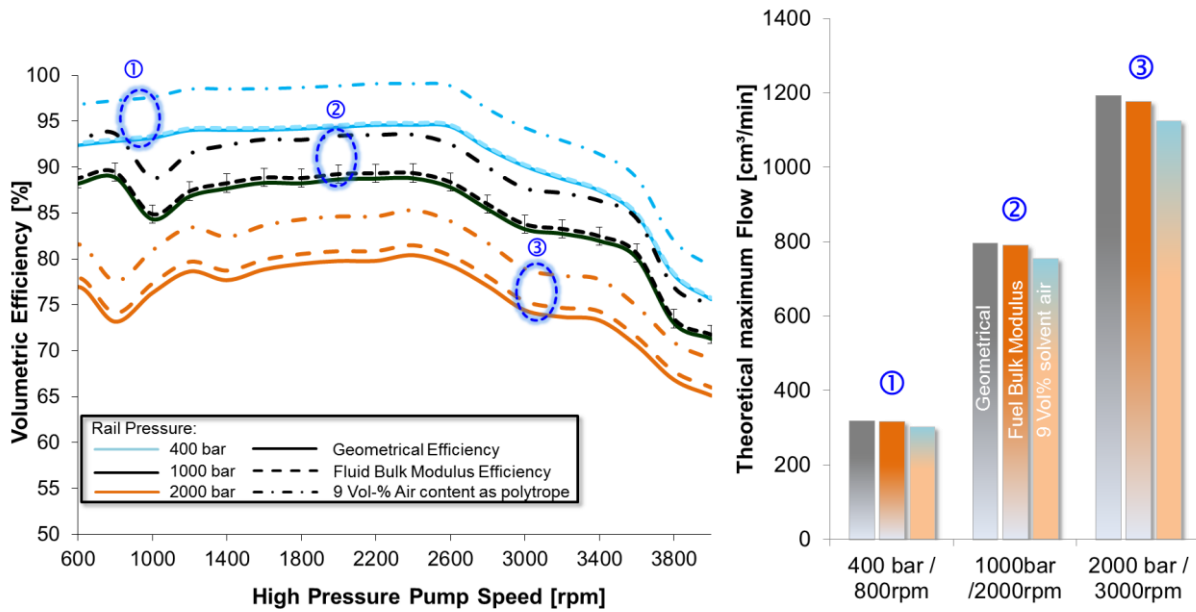 Volumetric Efficiency [%]
100
95
90
85
80
75
70
65
60
55
50
①
②
③
Rail Pressure:
400 bar
1000 bar
2000 bar
Geometrical Efficiency
Fluid Bulk Modulus Efficiency
9 Vol-% Air content as polytrope
600
1000
1400
1800
2200
2600
3000
3400
3800
High Pressure Pump Speed [rpm]
Theoretical maximum Flow [cm³/min]
1400
1200
1000
800
600
400
200
0
①
②
③
Geometrical
Fuel Bulk Modulus
9 Vol% solvent air
400 bar /
800rpm
1000bar
/2000rpm
2000 bar /
3000rpm